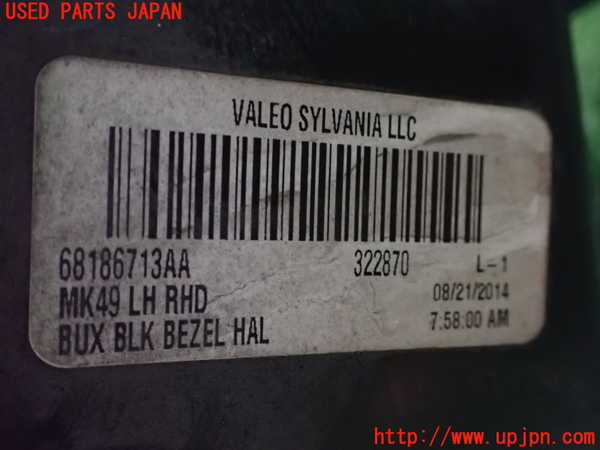 USED PARTS JAPAN
VALEO SYLVANIA LLC
68186713AA 322870 L-1
MK49 LH RHD 08/21/2014
BUX BLK BEZEL HAL 7:58:00 AM
http://www.upjpn.com/